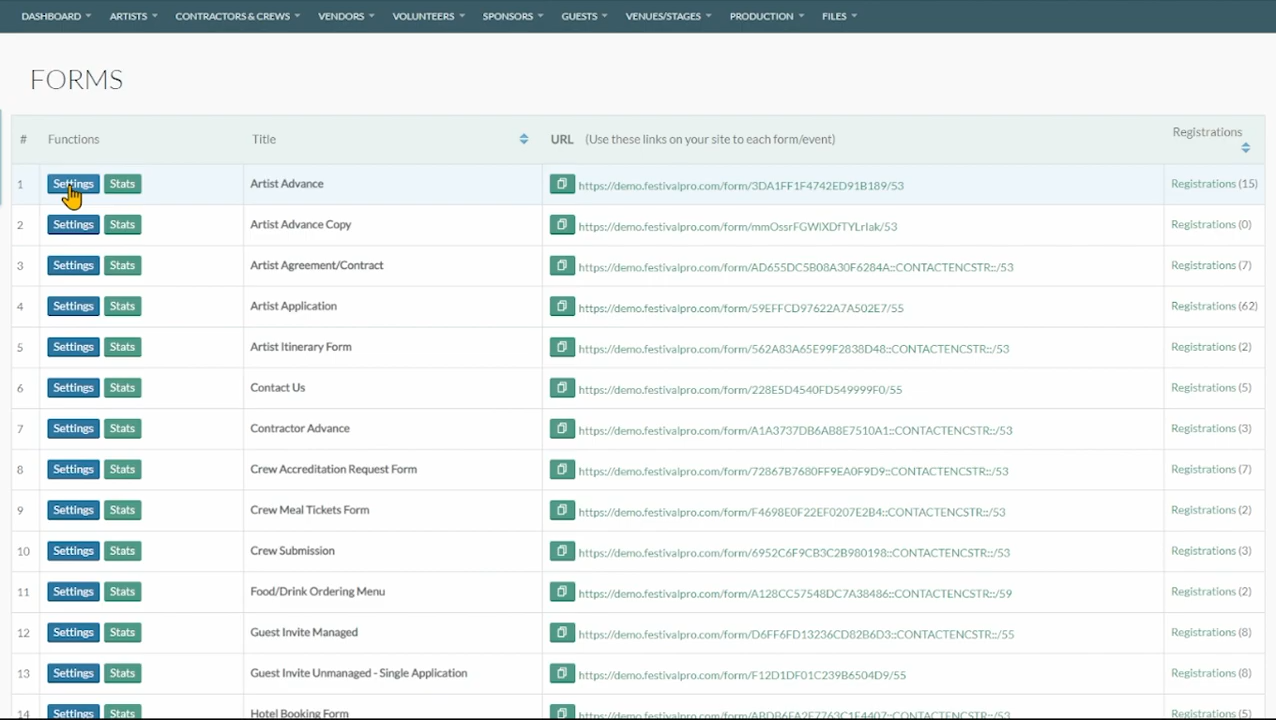 DASHBOARD ARTISTS CONTRACTORS & CREWS VENDORS VOLUNTEERS SPONSORS GUESTS VENUES/STAGES PRODUCTION FILES
FORMS
# Functions Title URL (Use these links on your site to each form/event) Registrations
1 Settings Stats Artist Advance https://demo.festivalpro.com/form/3DA1FF1F4742ED91B189/53 Registrations (15)
2 Settings Stats Artist Advance Copy https://demo.festivalpro.com/form/mmOssrFGWIXDfTYLrlak/53 Registrations (0)
3 Settings Stats Artist Agreement/Contract https://demo.festivalpro.com/form/AD655DC5B08A30F6284A::CONTACTENCSTR::/53 Registrations (7)
4 Settings Stats Artist Application https://demo.festivalpro.com/form/59EFFCD97622A7A502E7/55 Registrations (62)
5 Settings Stats Artist Itinerary Form https://demo.festivalpro.com/form/562A83A65E99F2838D48::CONTACTENCSTR::/53 Registrations (2)
6 Settings Stats Contact Us https://demo.festivalpro.com/form/228E5D4540FD549999F0/55 Registrations (5)
7 Settings Stats Contractor Advance https://demo.festivalpro.com/form/A1A3737DB6AB8E7510A1::CONTACTENCSTR::/53 Registrations (3)
8 Settings Stats Crew Accreditation Request Form https://demo.festivalpro.com/form/72867B7680FF9EA0F9D9::CONTACTENCSTR::/53 Registrations (7)
9 Settings Stats Crew Meal Tickets Form https://demo.festivalpro.com/form/F4698E0F22EF0207E2B4::CONTACTENCSTR::/53 Registrations (2)
10 Settings Stats Crew Submission https://demo.festivalpro.com/form/6952C6F9CB3C2B980198::CONTACTENCSTR::/53 Registrations (3)
11 Settings Stats Food/Drink Ordering Menu https://demo.festivalpro.com/form/A128CC57548DC7A38486::CONTACTENCSTR::/59 Registrations (2)
12 Settings Stats Guest Invite Managed https://demo.festivalpro.com/form/D6FF6FD13236CD82B6D3::CONTACTENCSTR::/55 Registrations (8)
13 Settings Stats Guest Invite Unmanaged - Single Application https://demo.festivalpro.com/form/F12D1DF01C239B6504D9/55 Registrations (8)
14 Settings Stats Hotel Booking Form Registrations (5)